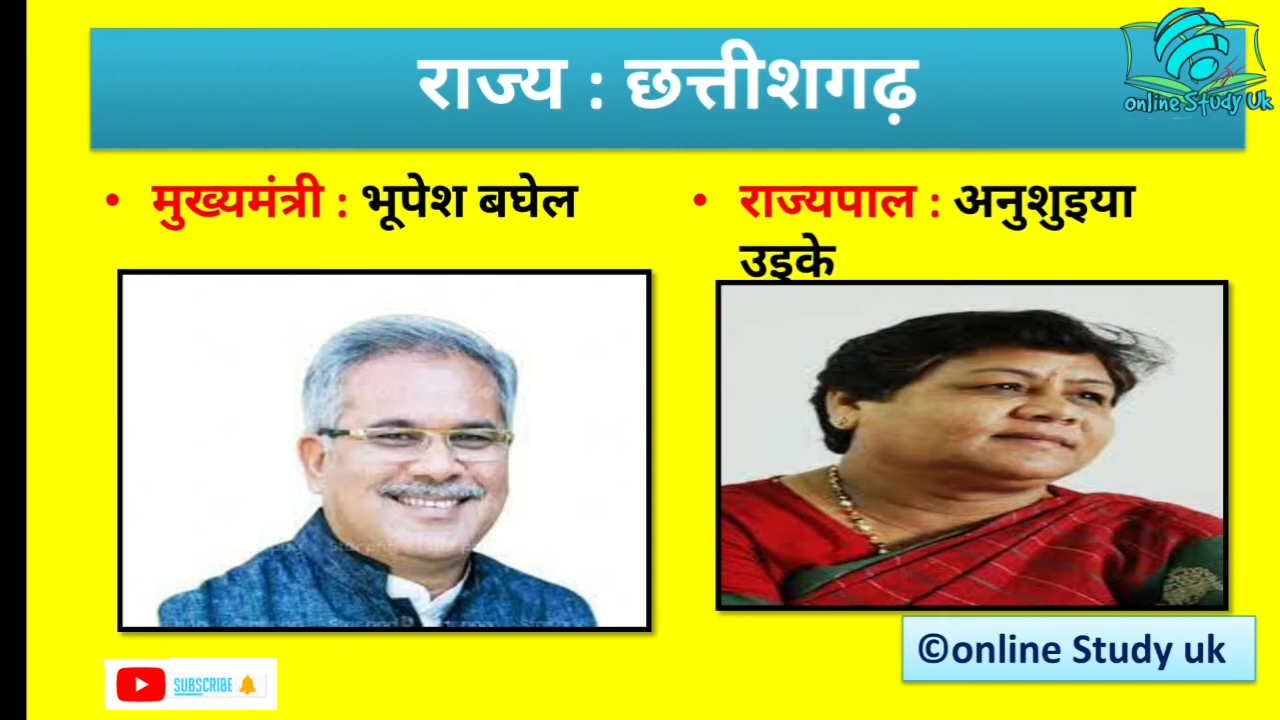 राज्य : छत्तीशगढ़
online Study Uk
• मुख्यमंत्री : भूपेश बघेल
• राज्यपाल : अनुशुइया
उइके
©online Study uk
SUBSCRIBE